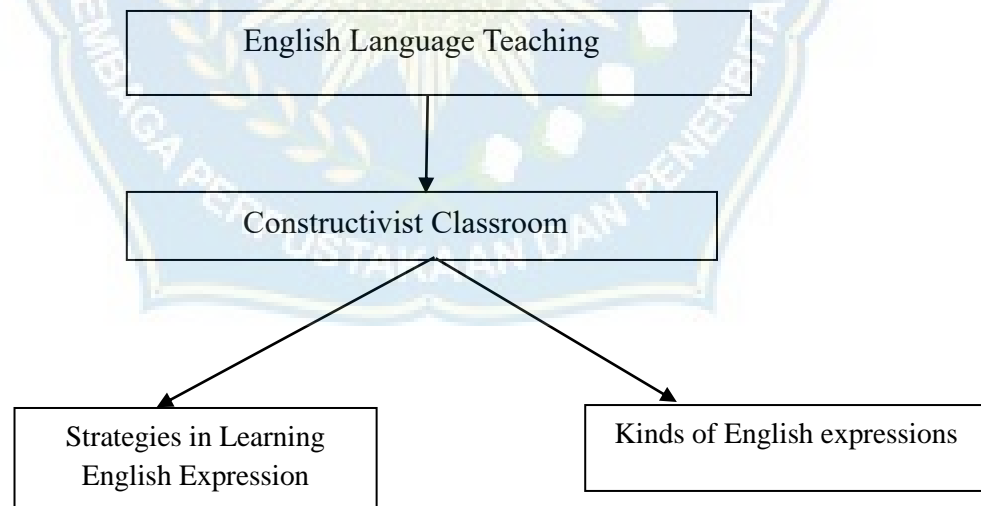 English Language Teaching
Constructivist Classroom
Strategies in Learning
English Expression
Kinds of English expressions